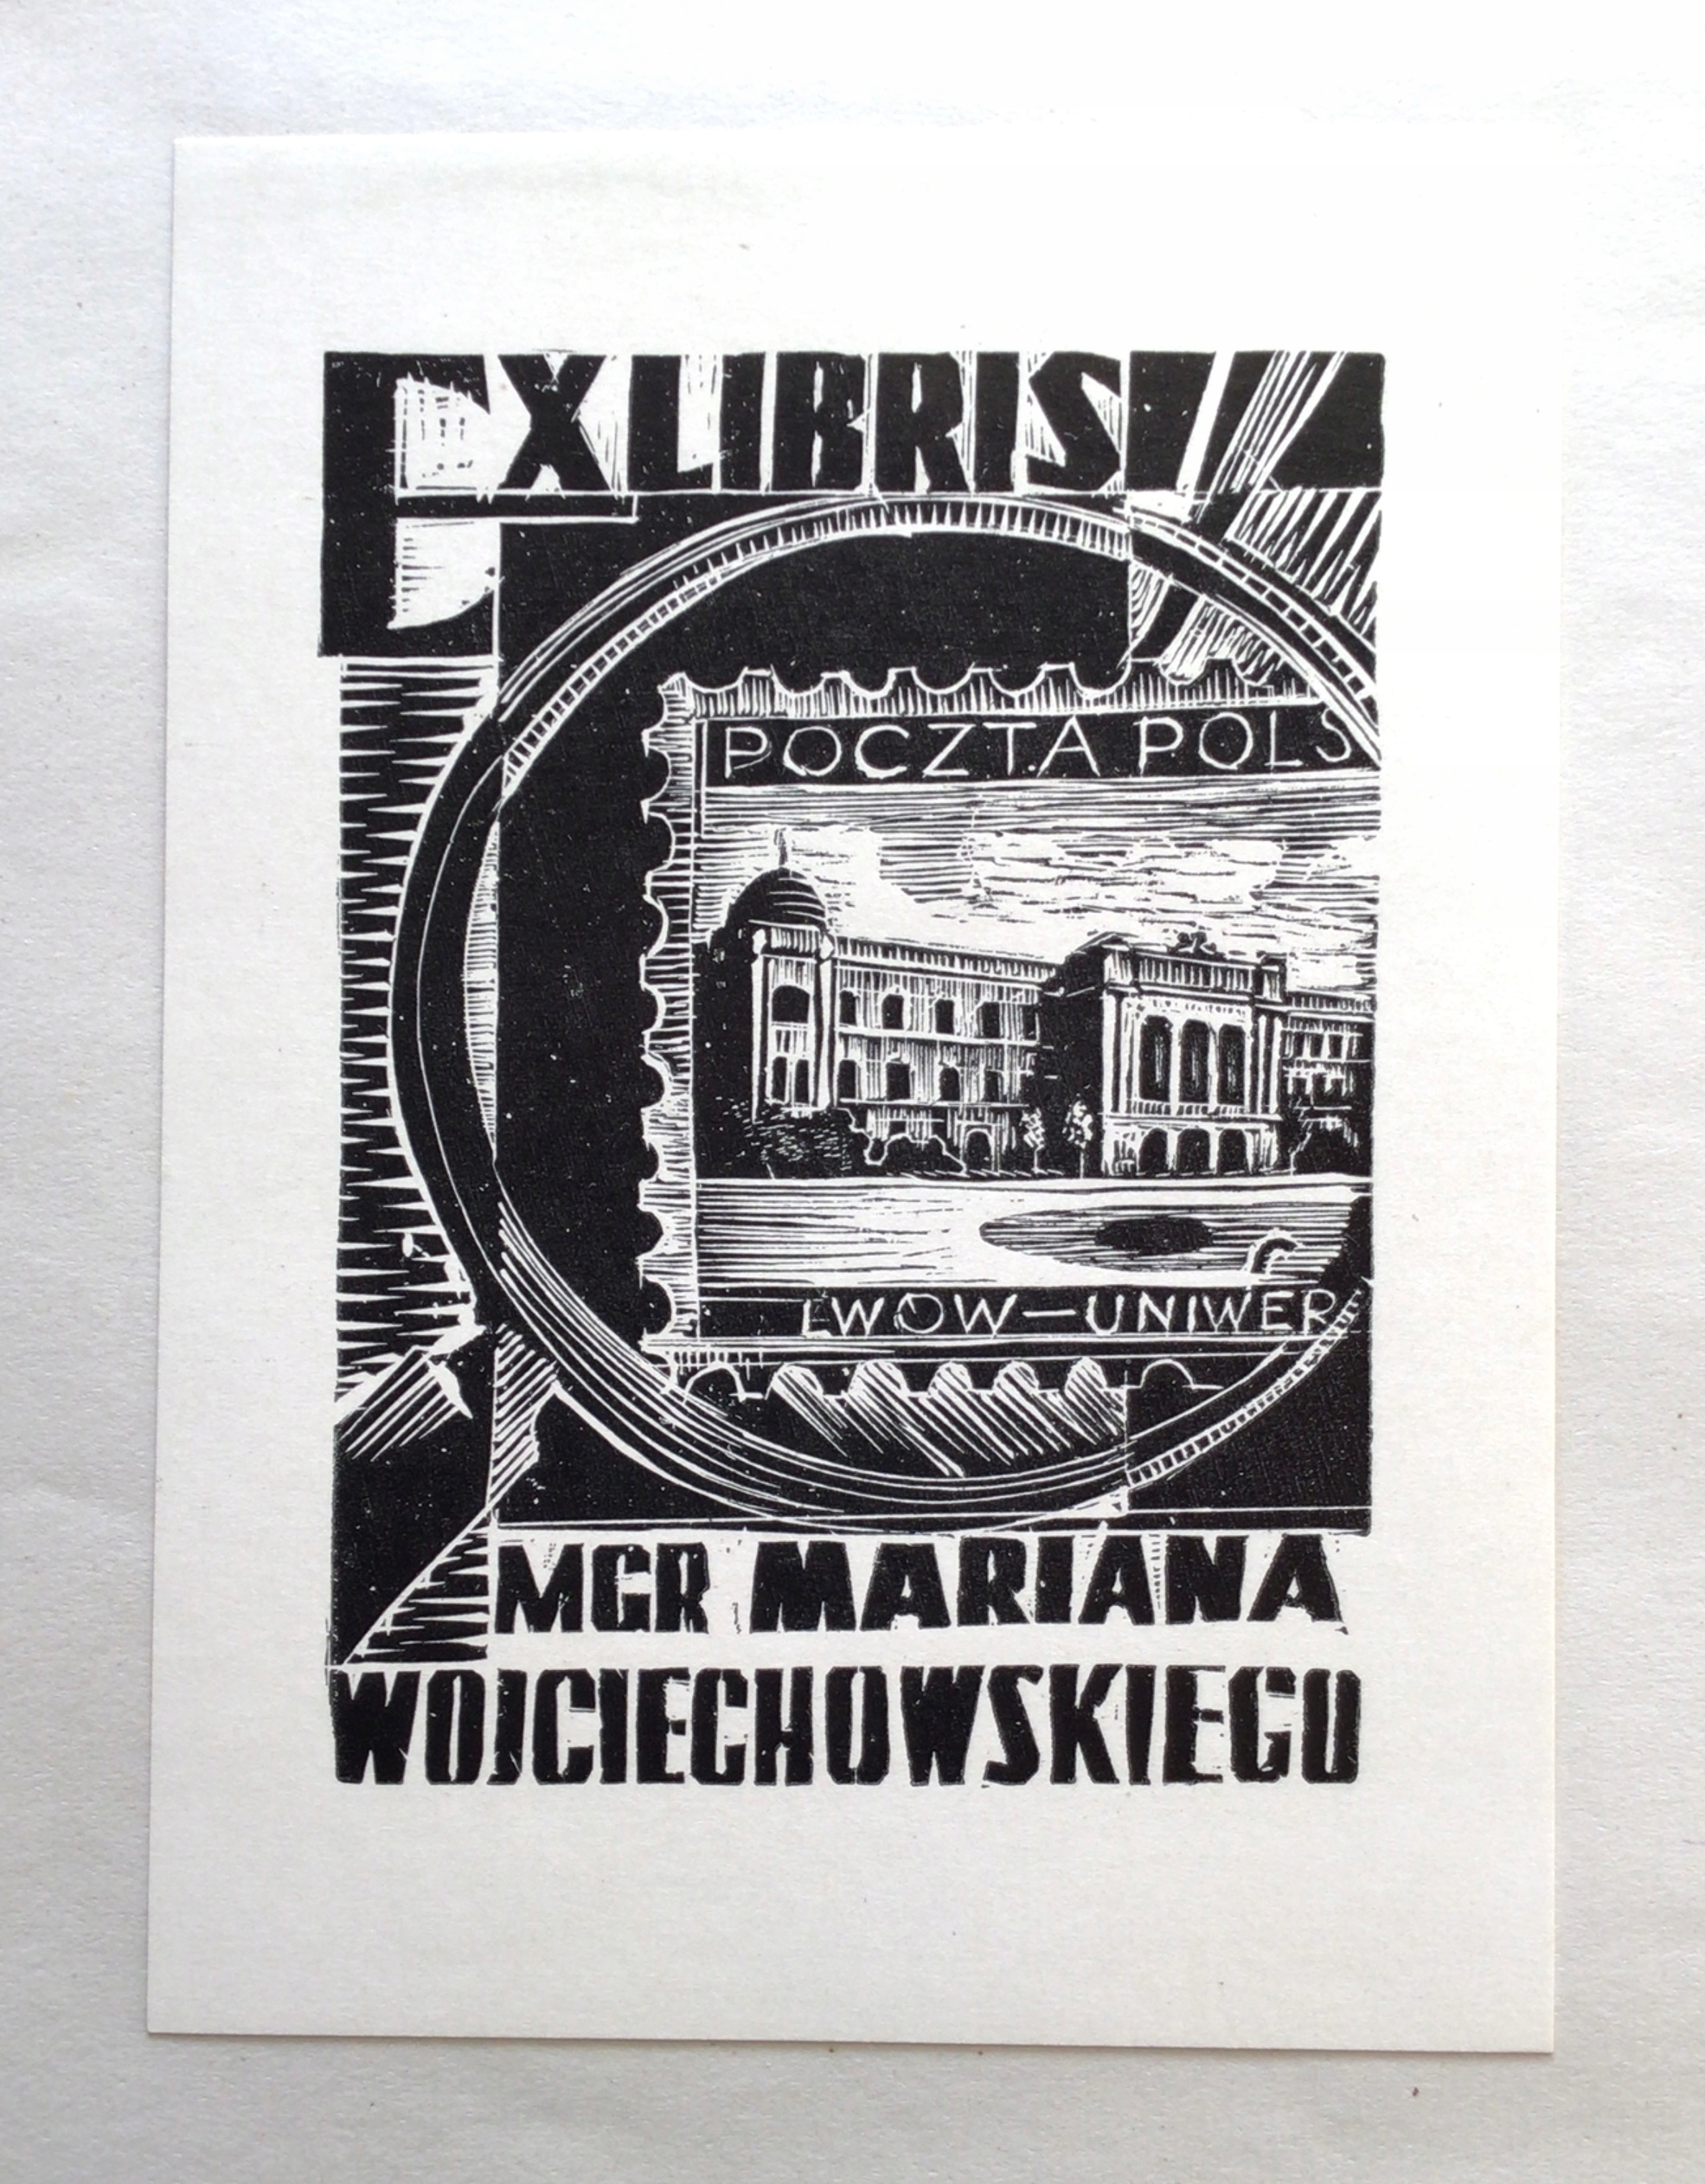 EXLIBRIS
POCZTA POLS
LWOW-UNIWER
MGR MARIANA
WOJCIECHOWSKIEGO